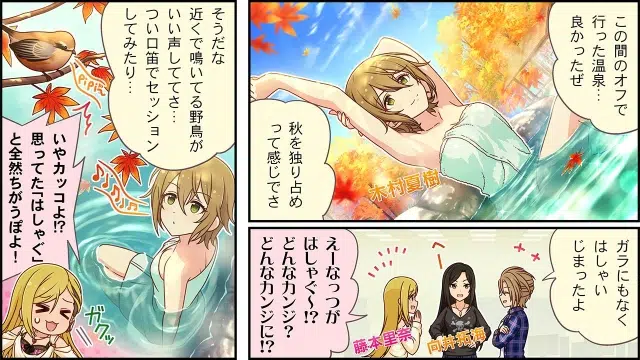 この間のオフで
行った温泉…
良かったぜ
秋を独り占め
って感じでさ
木村夏樹
ガラにもなく
はしゃい
じまったよ
へー
えーなっつが
はしゃぐ〜!?
どんなカンジ?
どんなカンジに!?
藤本里奈
向井拓海
そうだな
近くで鳴いてる野鳥が
いい声しててさ…
つい口笛でセッション
してみたり…
pipipi
いやカッコよ!?
思ってた「はしゃぐ」
と全然ちがうぽよ!
ガクッ